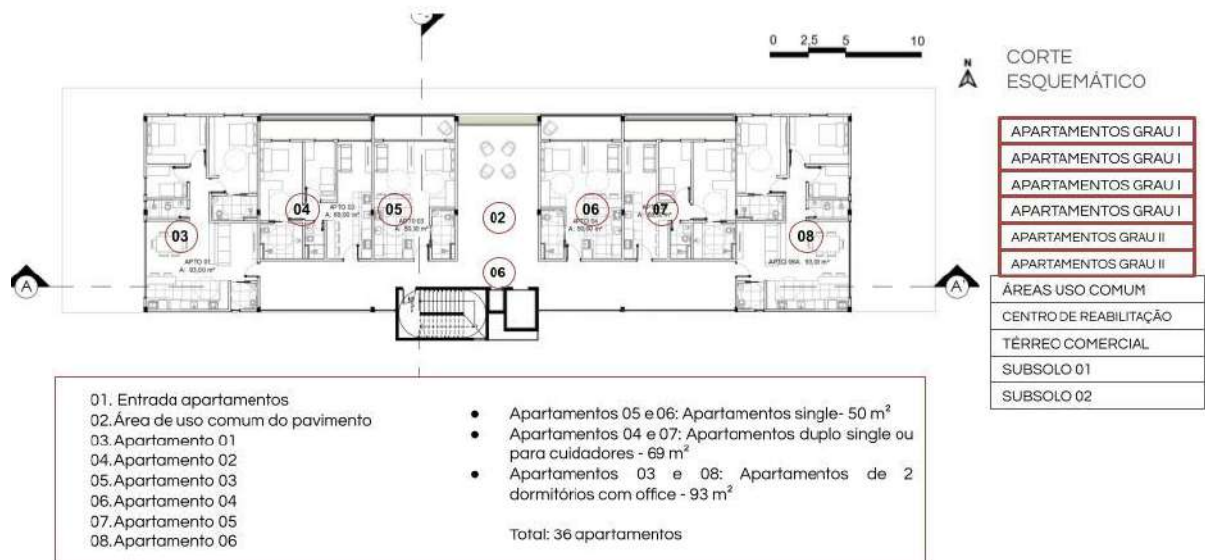 0 2,5 5 10
N
CORTE
ESQUEMÁTICO
APARTAMENTOS GRAU I
APARTAMENTOS GRAU I
APARTAMENTOS GRAU I
APARTAMENTOS GRAU I
APARTAMENTOS GRAU II
APARTAMENTOS GRAU II
ÁREAS USO COMUM
CENTRO DE REABILITAÇÃO
TÉRREO COMERCIAL
SUBSOLO 01
SUBSOLO 02
03
04
05
02
06
07
08
06
APTO 01
A: 93,00 m²
A
A
01. Entrada apartamentos
02. Área de uso comum do pavimento
03. Apartamento 01
04. Apartamento 02
05. Apartamento 03
06. Apartamento 04
07. Apartamento 05
08. Apartamento 06
● Apartamentos 05 e 06: Apartamentos single- 50 m²
● Apartamentos 04 e 07: Apartamentos duplo single ou
para cuidadores - 69 m²
● Apartamentos 03 e 08: Apartamentos de 2
dormitórios com office - 93 m²
Total: 36 apartamentos